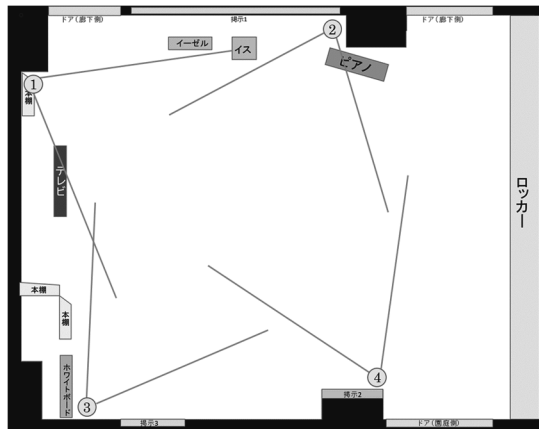 ドア(廊下側)
掲示1
ドア(廊下側)
②
イーゼル
イス
ピアノ
①
本棚
テレビ
ロッカー
本棚
本棚
ホワイトボード
③
④
掲示2
掲示3
ドア(園庭側)